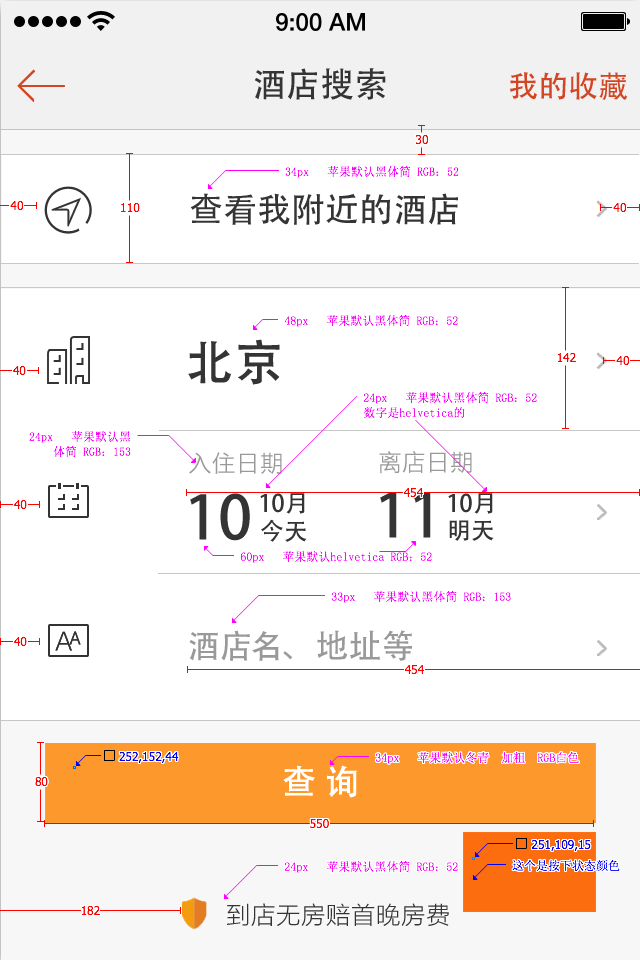 9:00 AM
酒店搜索
我的收藏
30
34px 苹果默认黑体简 RGB: 52
40
110
查看我附近的酒店
40
48px 苹果默认黑体简 RGB: 52
北京
142
40
40
24px 苹果默认黑体简 RGB: 52
数字是helvetica的
24px 苹果默认黑
体简 RGB: 153
入住日期
离店日期
454
10
10月
今天
11
10月
明天
40
60px 苹果默认helvetica RGB: 52
33px 苹果默认黑体简 RGB: 153
40
酒店名、地址等
454
252,152,44
34px 苹果默认冬青 加粗 RGB白色
80
查 询
550
251,109,15
这个是按下状态颜色
24px 苹果默认黑体简 RGB: 52
182
到店无房赔首晚房费